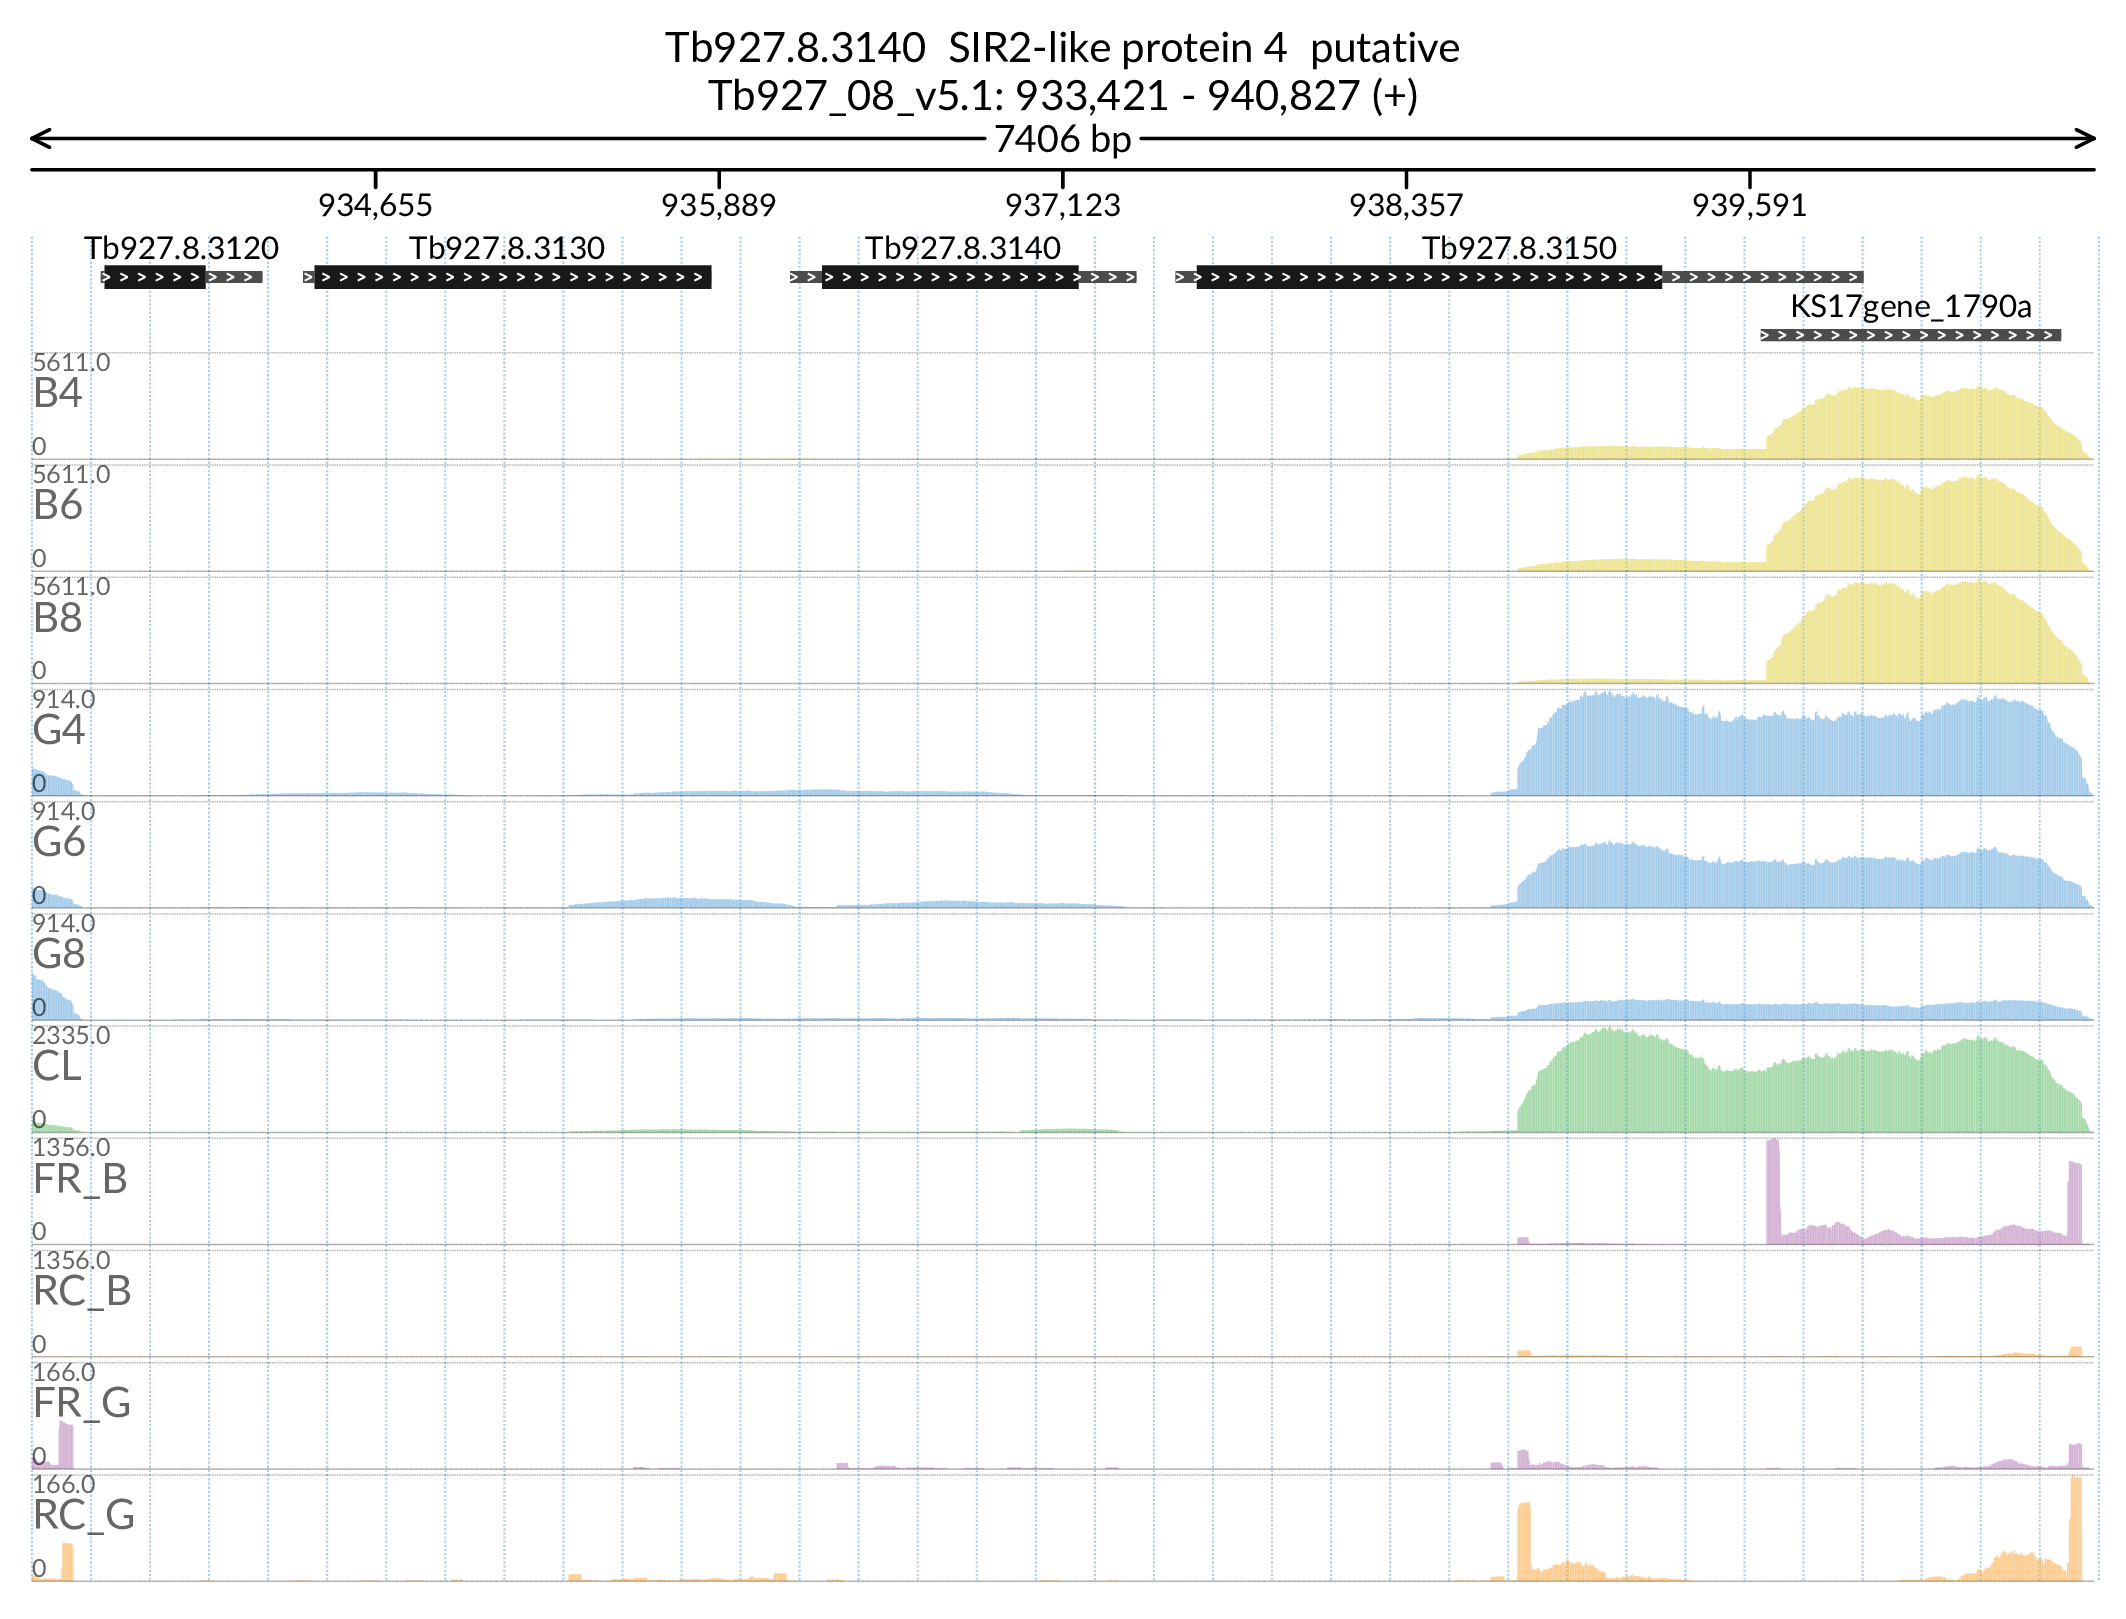 Tb927.8.3140 SIR2-like protein 4 putative
Tb927_08_v5.1: 933,421 - 940,827 (+)
7406 bp
934,655 935,889 937,123 938,357 939,591
Tb927.8.3120 Tb927.8.3130 Tb927.8.3140 Tb927.8.3150
KS17gene_1790a
5611.0
B4
0
5611.0
B6
0
5611.0
B8
0
914.0
G4
0
914.0
G6
0
914.0
G8
0
2335.0
CL
0
1356.0
FR_B
0
1356.0
RC_B
0
166.0
FR_G
0
166.0
RC_G
0